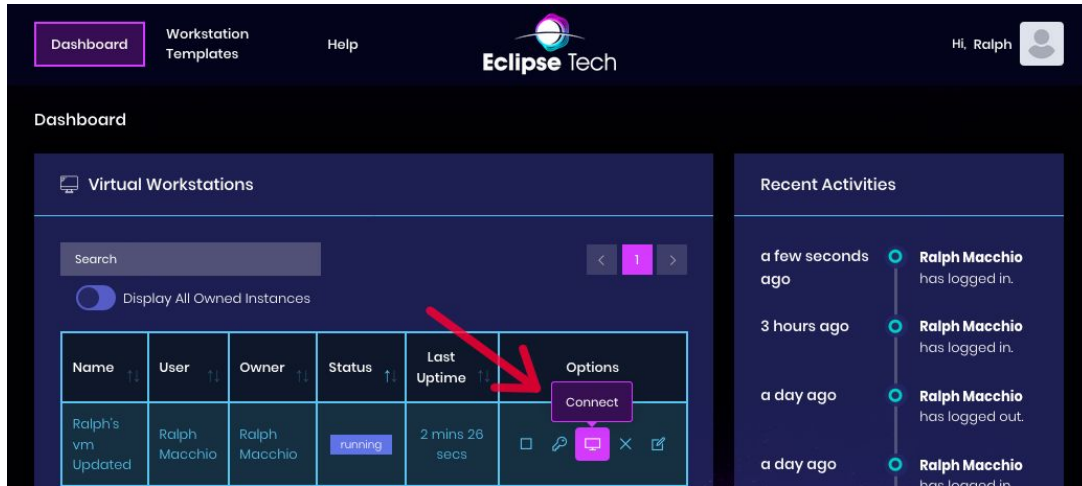 Dashboard
Workstation
Templates
Help
Eclipse Tech
Hi, Ralph
Dashboard
Virtual Workstations
Search
< 1 >
Display All Owned Instances
Name
User
Owner
Status
Last
Uptime
Options
Connect
Ralph's
vm
Updated
Ralph
Macchio
Ralph
Macchio
running
2 mins 26
secs
Recent Activities
a few seconds
ago
Ralph Macchio
has logged in.
3 hours ago
Ralph Macchio
has logged in.
a day ago
Ralph Macchio
has logged out.
a day ago
Ralph Macchio
has logged in